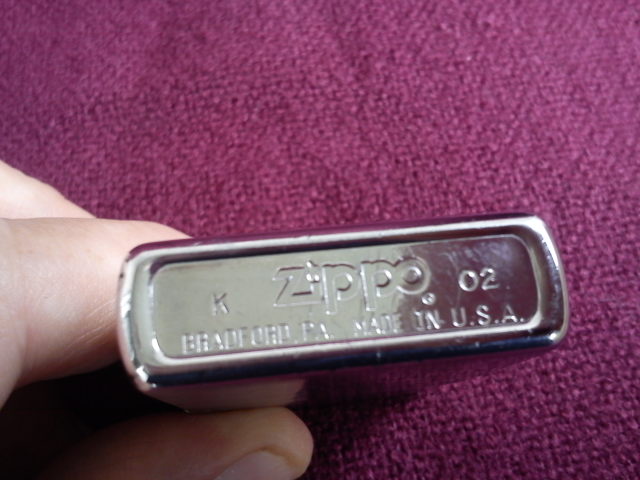 K Zippo 02
BRADFORD, PA. MADE IN U.S.A.